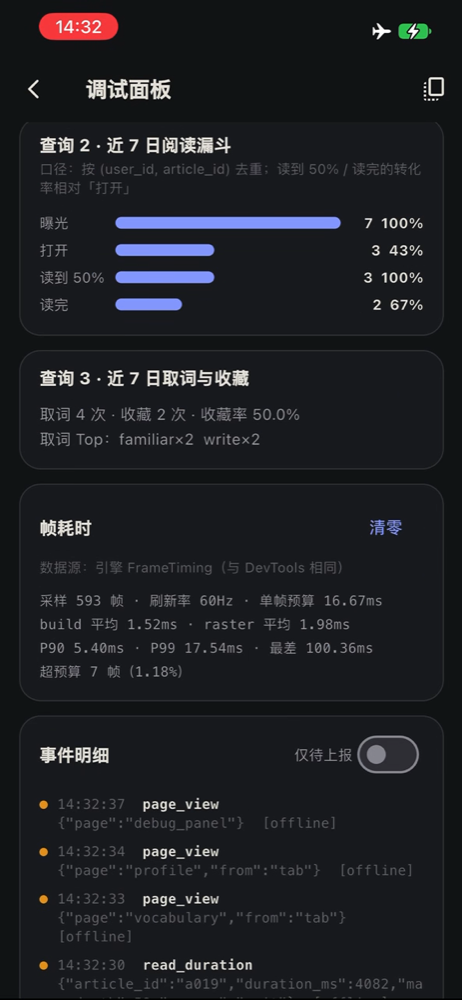 14:32
调试面板
查询 2 · 近 7 日阅读漏斗
口径：按 (user_id, article_id) 去重；读到 50% / 读完的转化
率相对「打开」
曝光 7 100%
打开 3 43%
读到 50% 3 100%
读完 2 67%
查询 3 · 近 7 日取词与收藏
取词 4 次 · 收藏 2 次 · 收藏率 50.0%
取词 Top：familiar×2 write×2
帧耗时 清零
数据源：引擎 FrameTiming（与 DevTools 相同）
采样 593 帧 · 刷新率 60Hz · 单帧预算 16.67ms
build 平均 1.52ms · raster 平均 1.98ms
P90 5.40ms · P99 17.54ms · 最差 100.36ms
超预算 7 帧（1.18%）
事件明细 仅待上报
14:32:37 page_view
{"page":"debug_panel"} [offline]
14:32:34 page_view
{"page":"profile","from":"tab"} [offline]
14:32:33 page_view
{"page":"vocabulary","from":"tab"}
[offline]
14:32:30 read_duration
{"article_id":"a019","duration_ms":4082,"ma